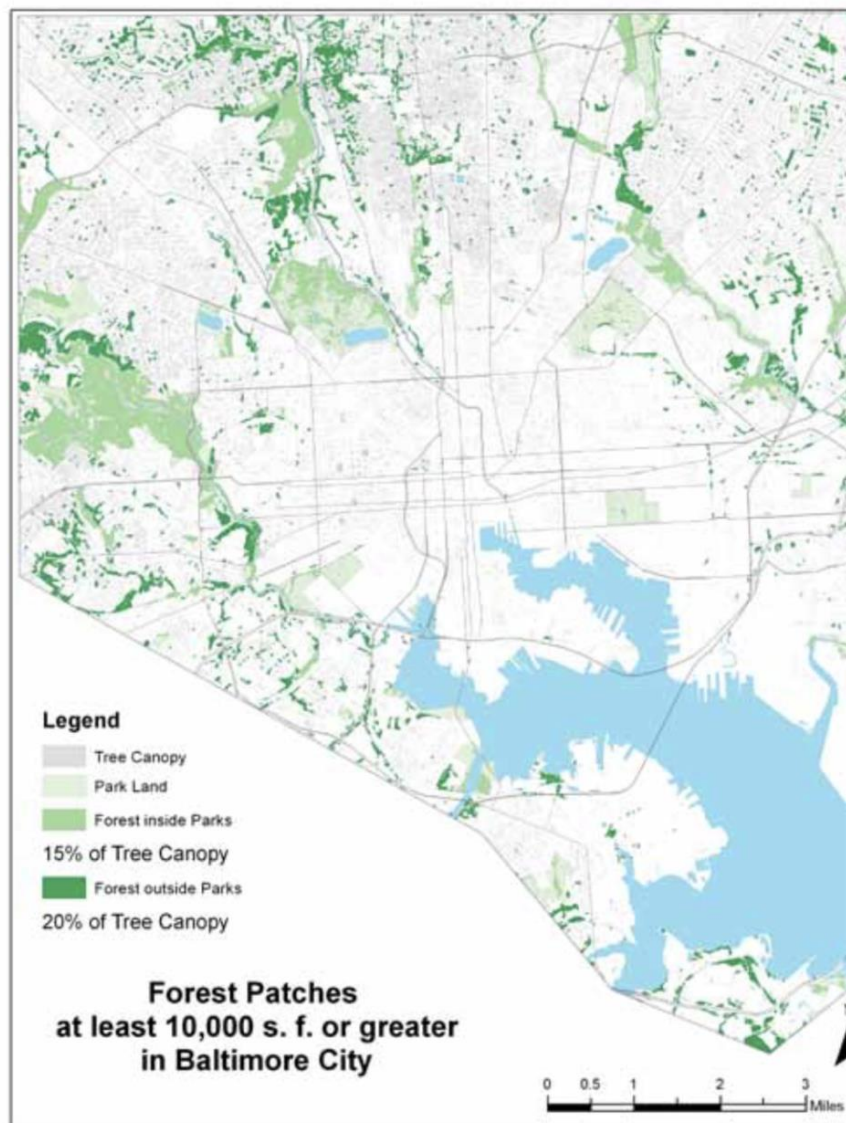 Legend
Tree Canopy
Park Land
Forest inside Parks
15% of Tree Canopy
Forest outside Parks
20% of Tree Canopy
Forest Patches
at least 10,000 s. f. or greater
in Baltimore City
0 0.5 1 2 3
Miles